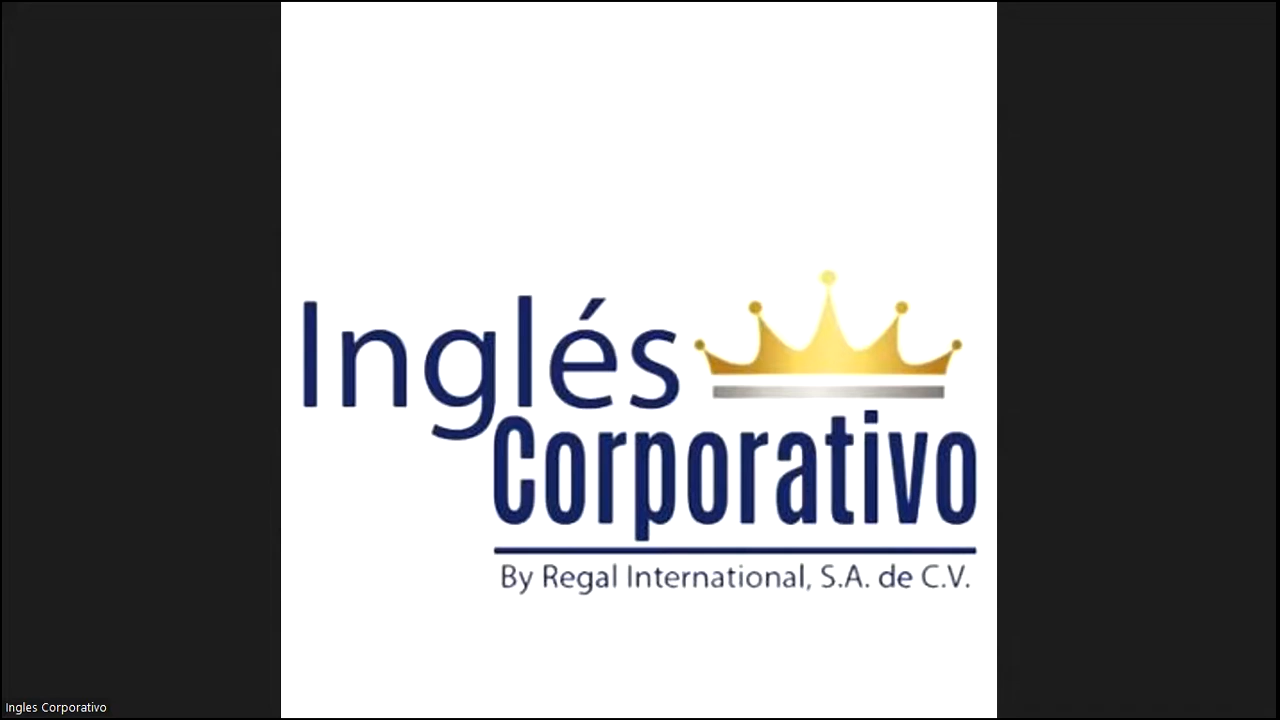 Inglés
Corporativo
By Regal International, S.A. de C.V.
Ingles Corporativo